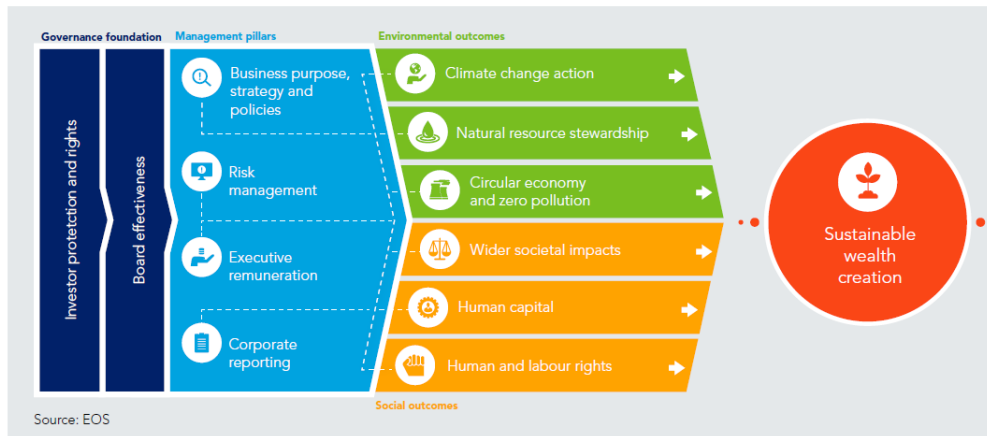 Governance foundation
Management pillars
Environmental outcomes
Investor protetction and rights
Board effectiveness
Business purpose,
strategy and
policies
Risk
management
Executive
remuneration
Corporate
reporting
Climate change action
Natural resource stewardship
Circular economy
and zero pollution
Wider societal impacts
Human capital
Human and labour rights
Social outcomes
Sustainable
wealth
creation
Source: EOS